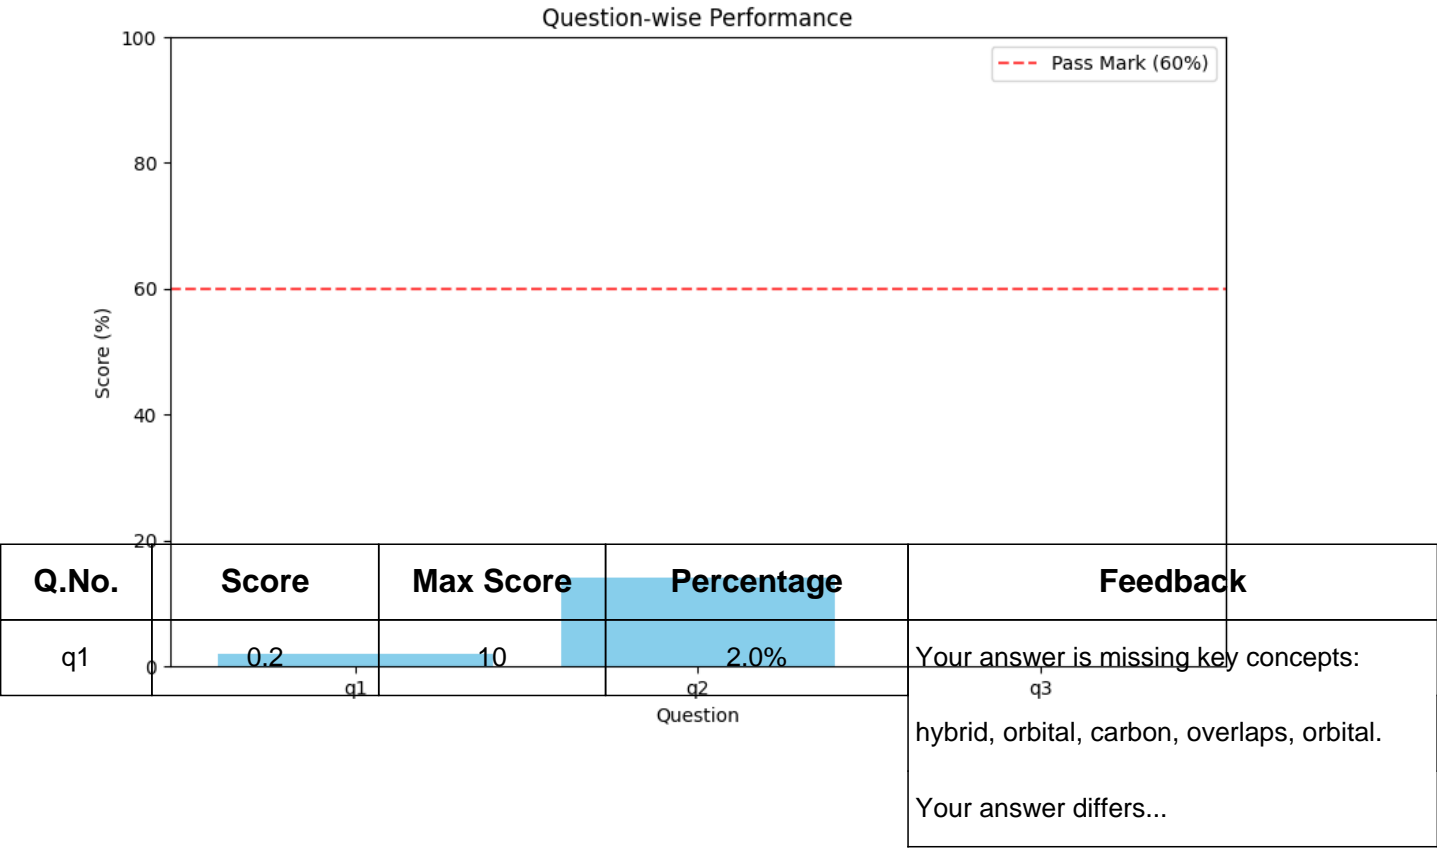 Question-wise Performance
100
Pass Mark (60%)
80
60
Score (%)
40
20
Q.No. Score Max Score Percentage Feedback
q1 0.2 10 2.0% Your answer is missing key concepts:
0
q1 q2 q3
Question
hybrid, orbital, carbon, overlaps, orbital.
Your answer differs...